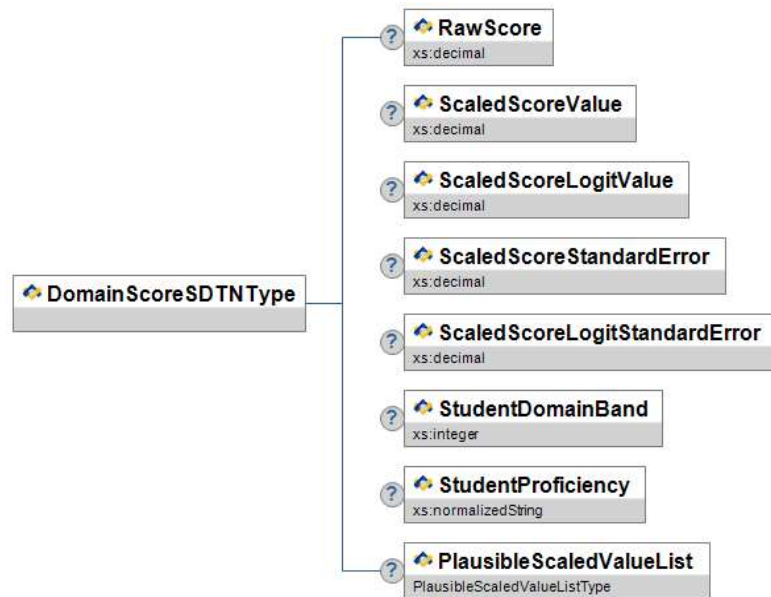 ?
RawScore
xs:decimal
?
ScaledScoreValue
xs:decimal
?
ScaledScoreLogitValue
xs:decimal
?
ScaledScoreStandardError
xs:decimal
DomainScoreSDTNType
?
ScaledScoreLogitStandardError
xs:decimal
?
StudentDomainBand
xs:integer
?
StudentProficiency
xs:normalizedString
?
PlausibleScaledValueList
PlausibleScaledValueListType